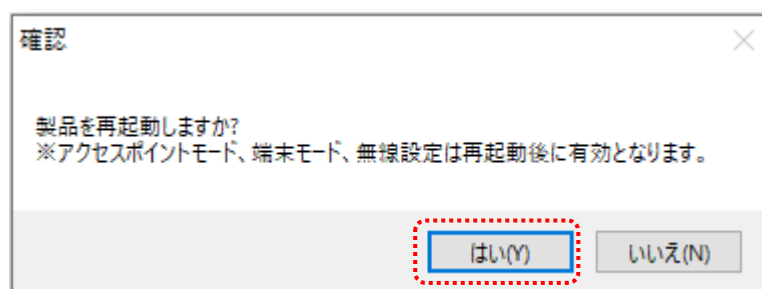 確認
製品を再起動しますか?
※アクセスポイントモード、端末モード、無線設定は再起動後に有効となります。
はい(Y)
いいえ(N)